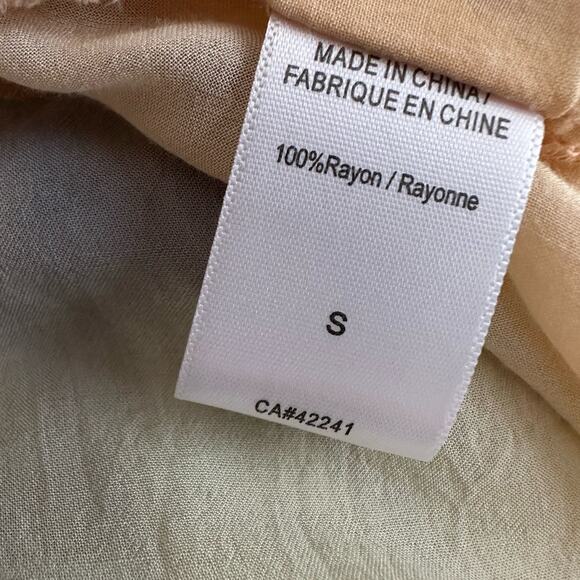 MADE IN CHINA /
FABRIQUE EN CHINE
100%Rayon / Rayonne
S
CA#42241